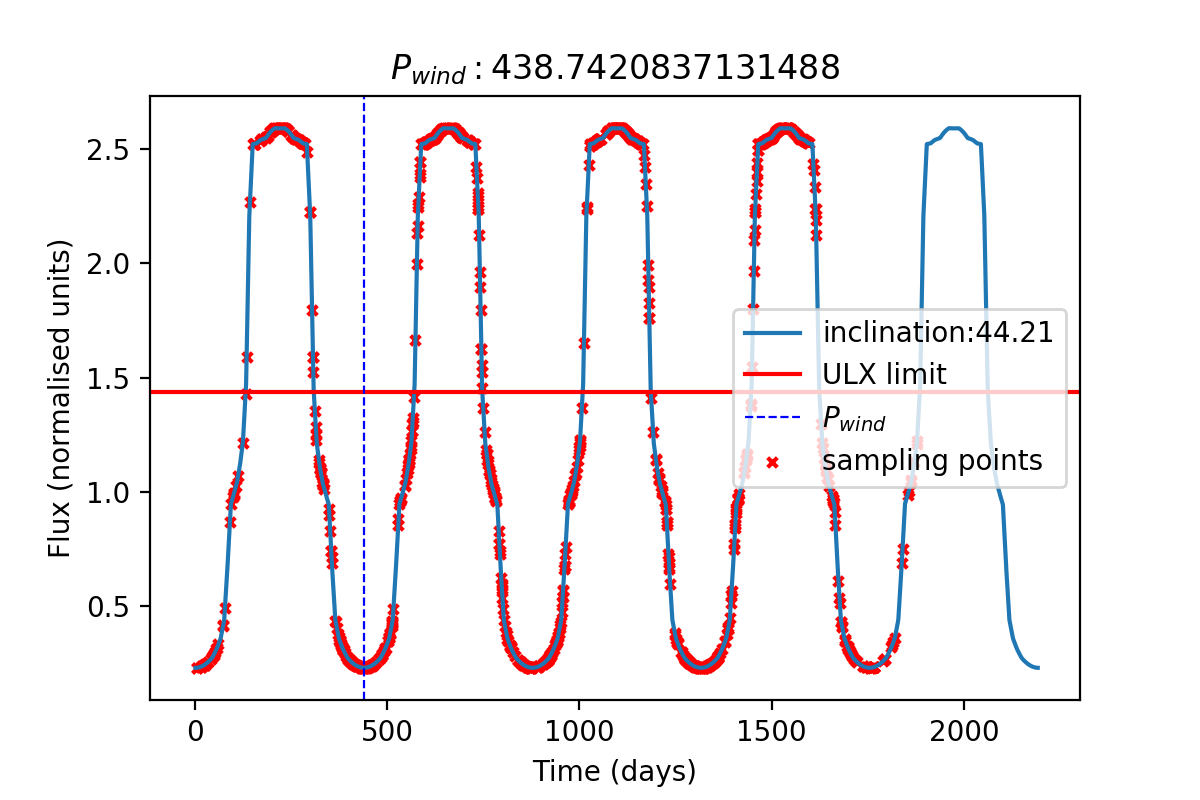 P_wind : 438.7420837131488
Flux (normalised units)
2.5
2.0
1.5
1.0
0.5
inclination:44.21
ULX limit
P_wind
sampling points
0 500 1000 1500 2000
Time (days)